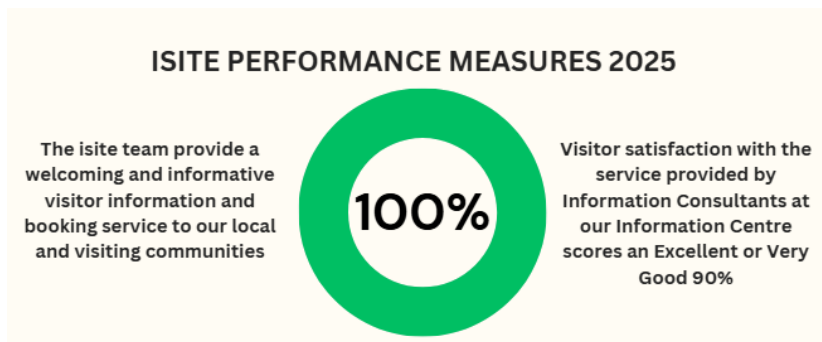 ISITE PERFORMANCE MEASURES 2025
The isite team provide a
welcoming and informative
visitor information and
booking service to our local
and visiting communities
100%
Visitor satisfaction with the
service provided by
Information Consultants at
our Information Centre
scores an Excellent or Very
Good 90%